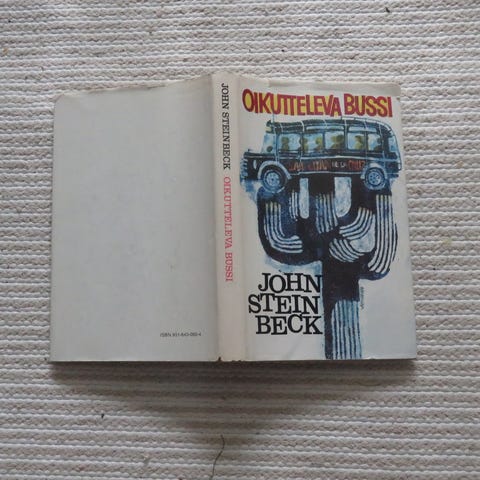 OIKUTTELEVA BUSSI
JOHN
STEIN
BECK
JOHN STEINBECK OIKUTTELEVA BUSSI